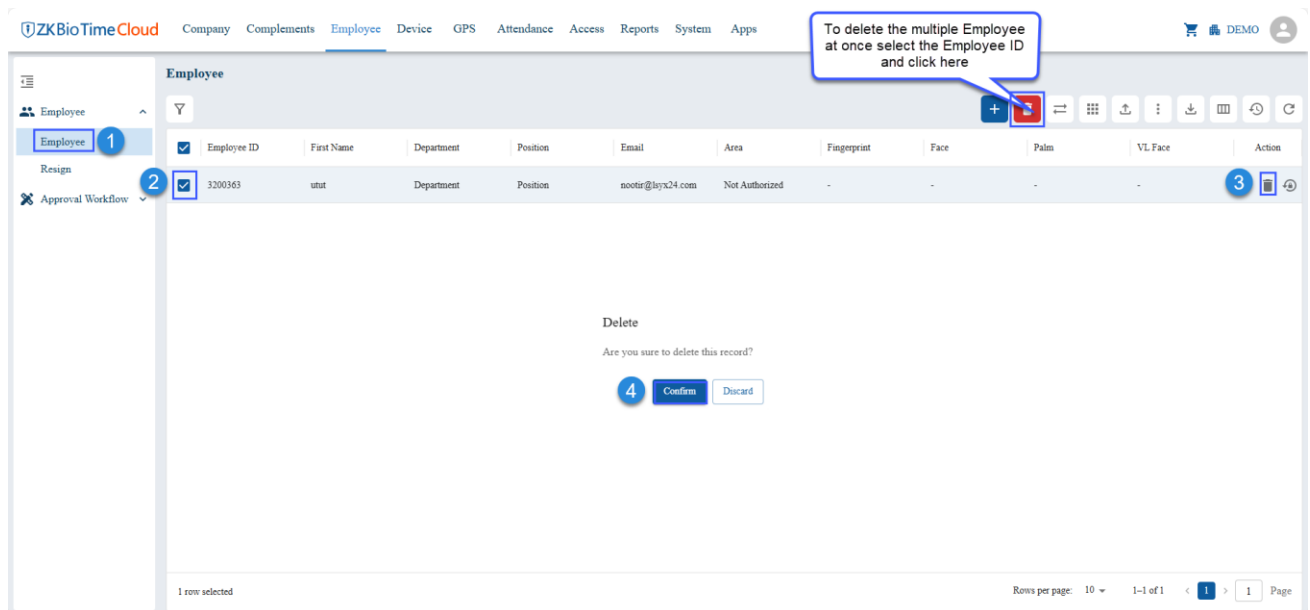 ZKBioTime Cloud Company Complements Employee Device GPS Attendance Access Reports System Apps DEMO
To delete the multiple Employee
at once select the Employee ID
and click here
Employee
Employee
Employee 1
Resign
Approval Workflow
Employee ID First Name Department Position Email Area Fingerprint Face Palm VL Face Action
2 3200363 utut Department Position nootir@lsyx24.com Not Authorized - - - - 3
Delete
Are you sure to delete this record?
4 Confirm Discard
1 row selected Rows per page: 10 1–1 of 1 < 1 > 1 Page